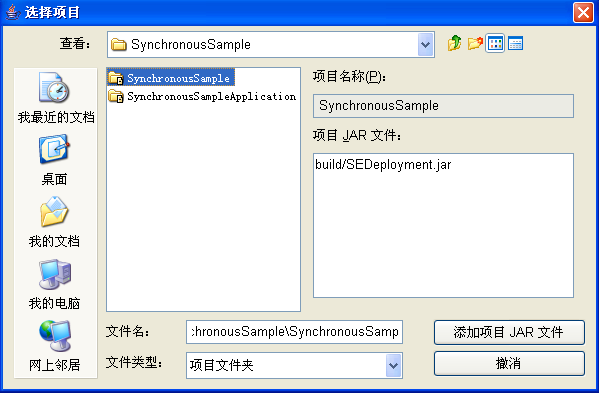 选择项目
查看：
SynchronousSample
我最近的文档
桌面
我的文档
我的电脑
网上邻居
SynchronousSample
SynchronousSampleApplication
项目名称(P)：
SynchronousSample
项目 JAR 文件：
build/SEDeployment.jar
文件名：
chronousSample\SynchronousSamp
添加项目 JAR 文件
文件类型：
项目文件夹
撤消